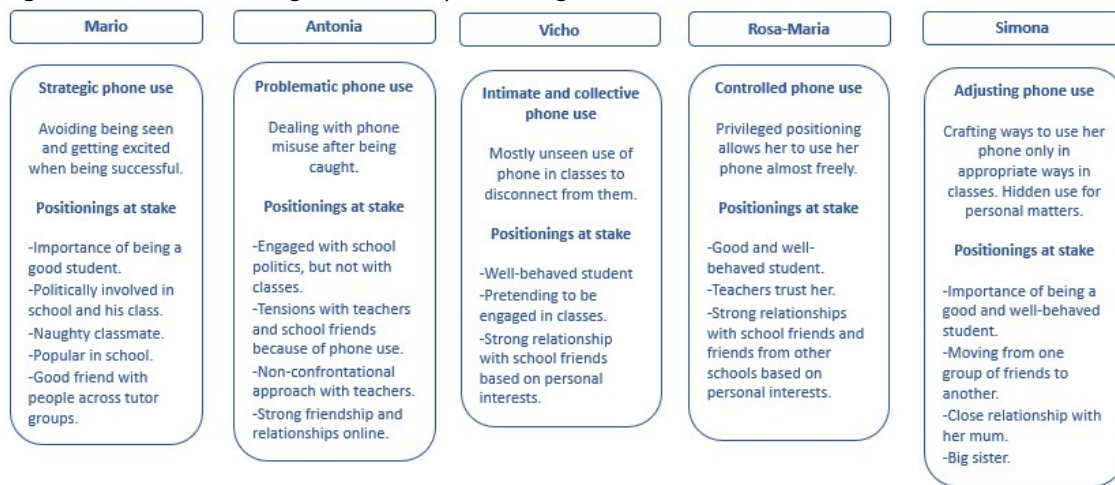 Mario
Strategic phone use
Avoiding being seen
and getting excited
when being successful.
Positionings at stake
-Importance of being a
good student.
-Politically involved in
school and his class.
-Naughty classmate.
-Popular in school.
-Good friend with
people across tutor
groups.
Antonia
Problematic phone use
Dealing with phone
misuse after being
caught.
Positionings at stake
-Engaged with school
politics, but not with
classes.
-Tensions with teachers
and school friends
because of phone use.
-Non-confrontational
approach with teachers.
-Strong friendship and
relationships online.
Vicho
Intimate and collective
phone use
Mostly unseen use of
phone in classes to
disconnect from them.
Positionings at stake
-Well-behaved student
-Pretending to be
engaged in classes.
-Strong relationship
with school friends
based on personal
interests.
Rosa-Maria
Controlled phone use
Privileged positioning
allows her to use her
phone almost freely.
Positionings at stake
-Good and well-
behaved student.
-Teachers trust her.
-Strong relationships
with school friends and
friends from other
schools based on
personal interests.
Simona
Adjusting phone use
Crafting ways to use her
phone only in
appropriate ways in
classes. Hidden use for
personal matters.
Positionings at stake
-Importance of being a
good and well-behaved
student.
-Moving from one
group of friends to
another.
-Close relationship with
her mum.
-Big sister.